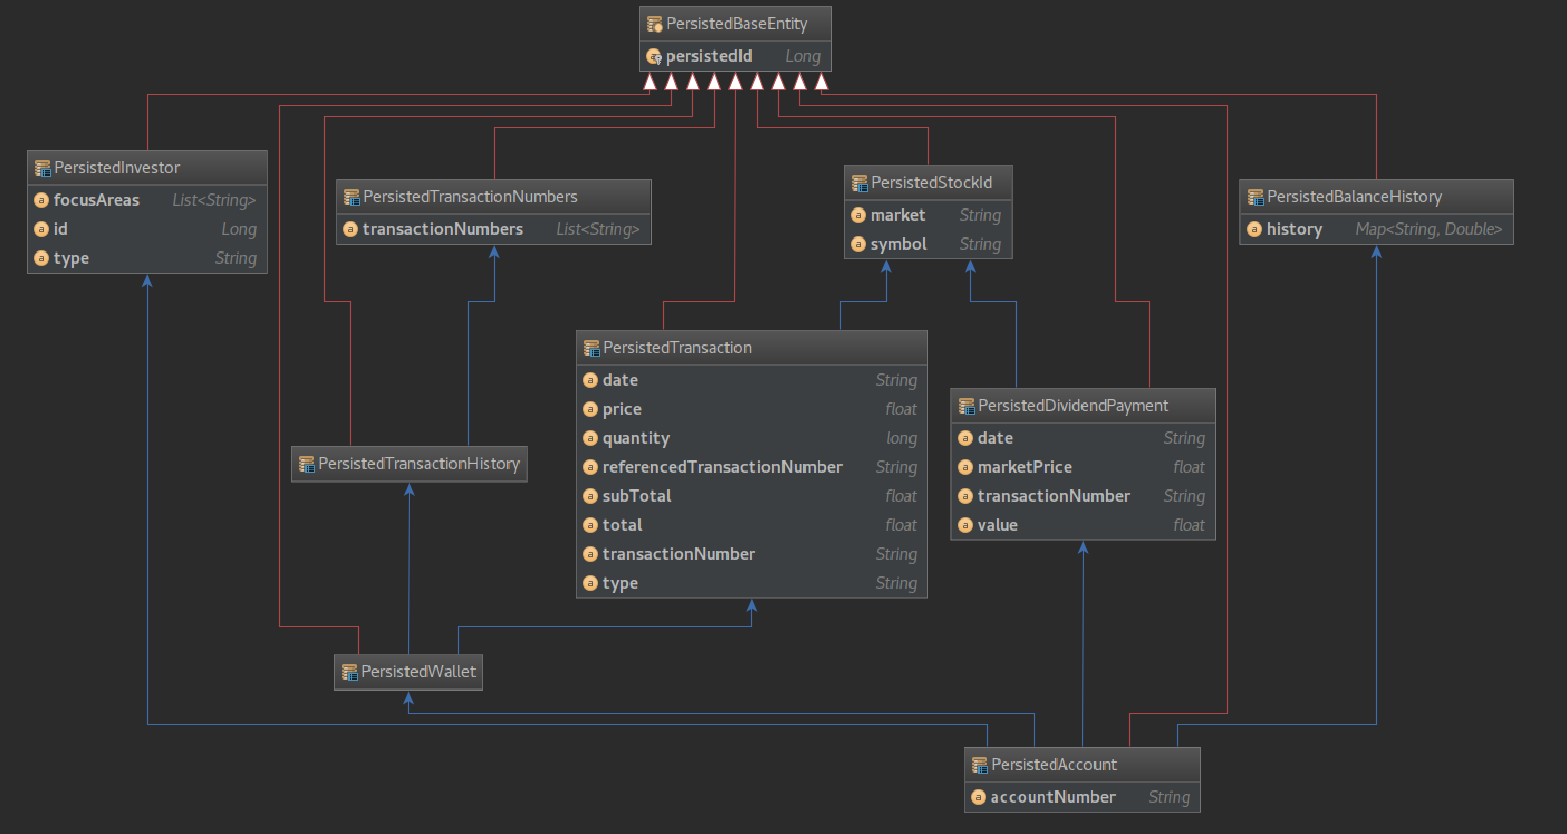 PersistedBaseEntity
persistedId Long
PersistedInvestor
focusAreas List<String>
id Long
type String
PersistedTransactionNumbers
transactionNumbers List<String>
PersistedStockId
market String
symbol String
PersistedBalanceHistory
history Map<String, Double>
PersistedTransaction
date String
price float
quantity long
referencedTransactionNumber String
subTotal float
total float
transactionNumber String
type String
PersistedDividendPayment
date String
marketPrice float
transactionNumber String
value float
PersistedTransactionHistory
PersistedWallet
PersistedAccount
accountNumber String